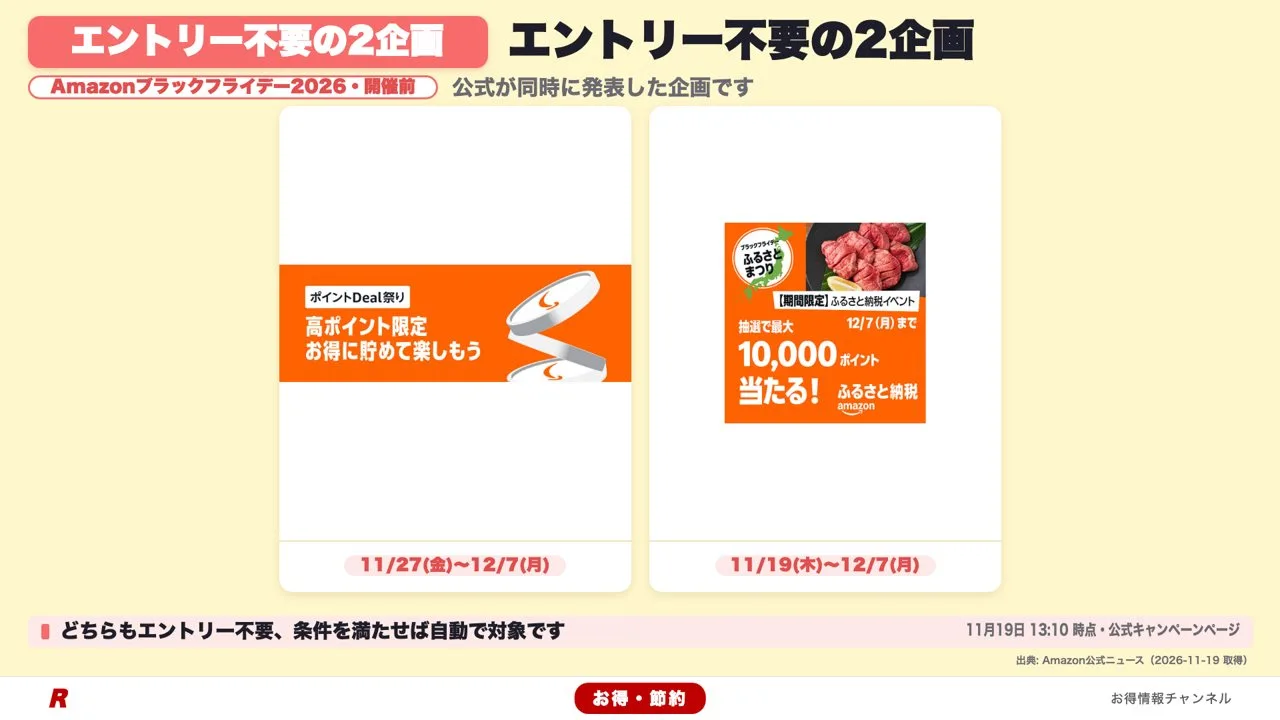 エントリー不要の2企画
エントリー不要の2企画
Amazonブラックフライデー2026・開催前
公式が同時に発表した企画です
ポイントDeal祭り
高ポイント限定
お得に貯めて楽しもう
11/27(金)〜12/7(月)
ブラックフライデー
ふるさと
まつり
【期間限定】ふるさと納税イベント
12/7(月)まで
抽選で最大
10,000ポイント
当たる!
ふるさと納税
amazon
11/19(木)〜12/7(月)
どちらもエントリー不要、条件を満たせば自動で対象です
11月19日 13:10 時点・公式キャンペーンページ
出典: Amazon公式ニュース(2026-11-19 取得)
R
お得・節約
お得情報チャンネル